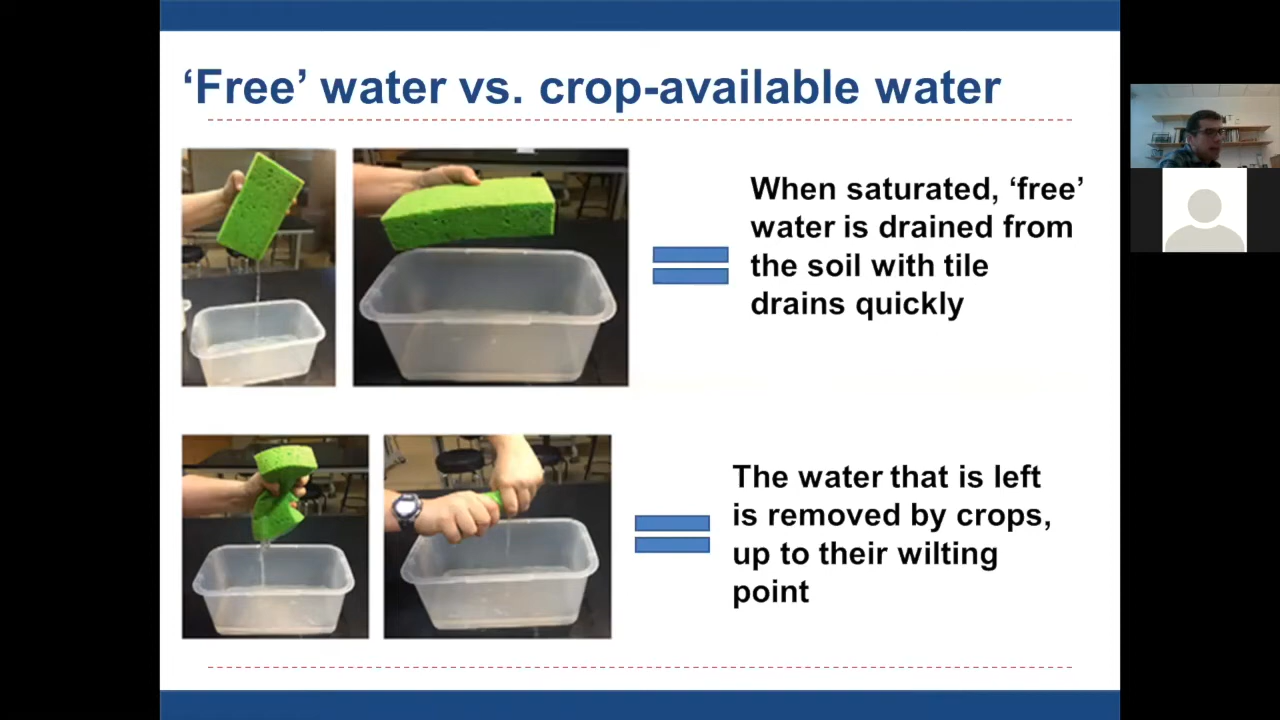 ‘Free’ water vs. crop-available water
When saturated, ‘free’
water is drained from
the soil with tile
drains quickly
The water that is left
is removed by crops,
up to their wilting
point